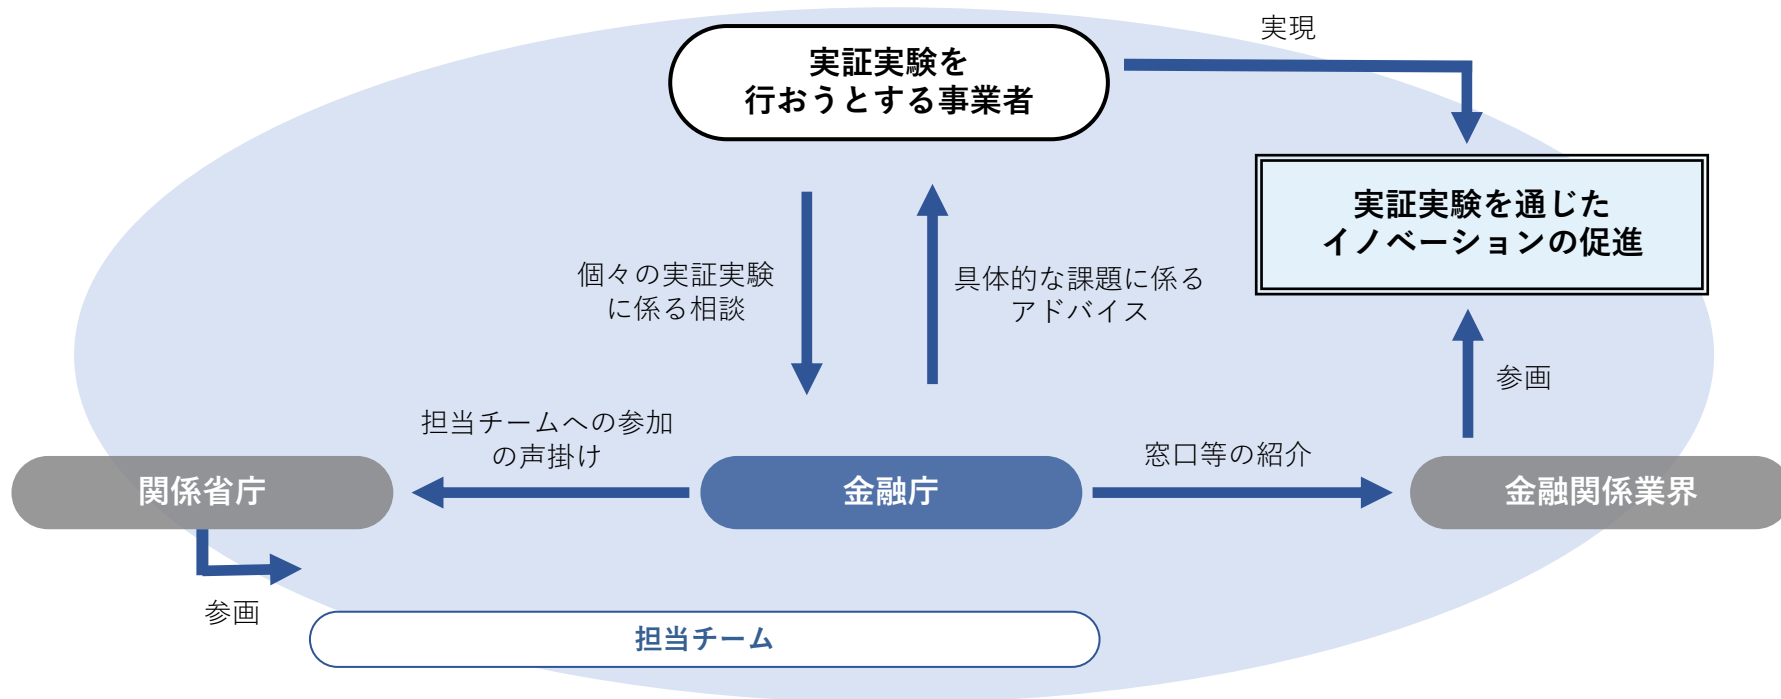 実現
実証実験を
行おうとする事業者
実証実験を通じた
イノベーションの促進
個々の実証実験
に係る相談
具体的な課題に係る
アドバイス
参画
担当チームへの参加
の声掛け
窓口等の紹介
関係省庁
金融庁
金融関係業界
参画
担当チーム